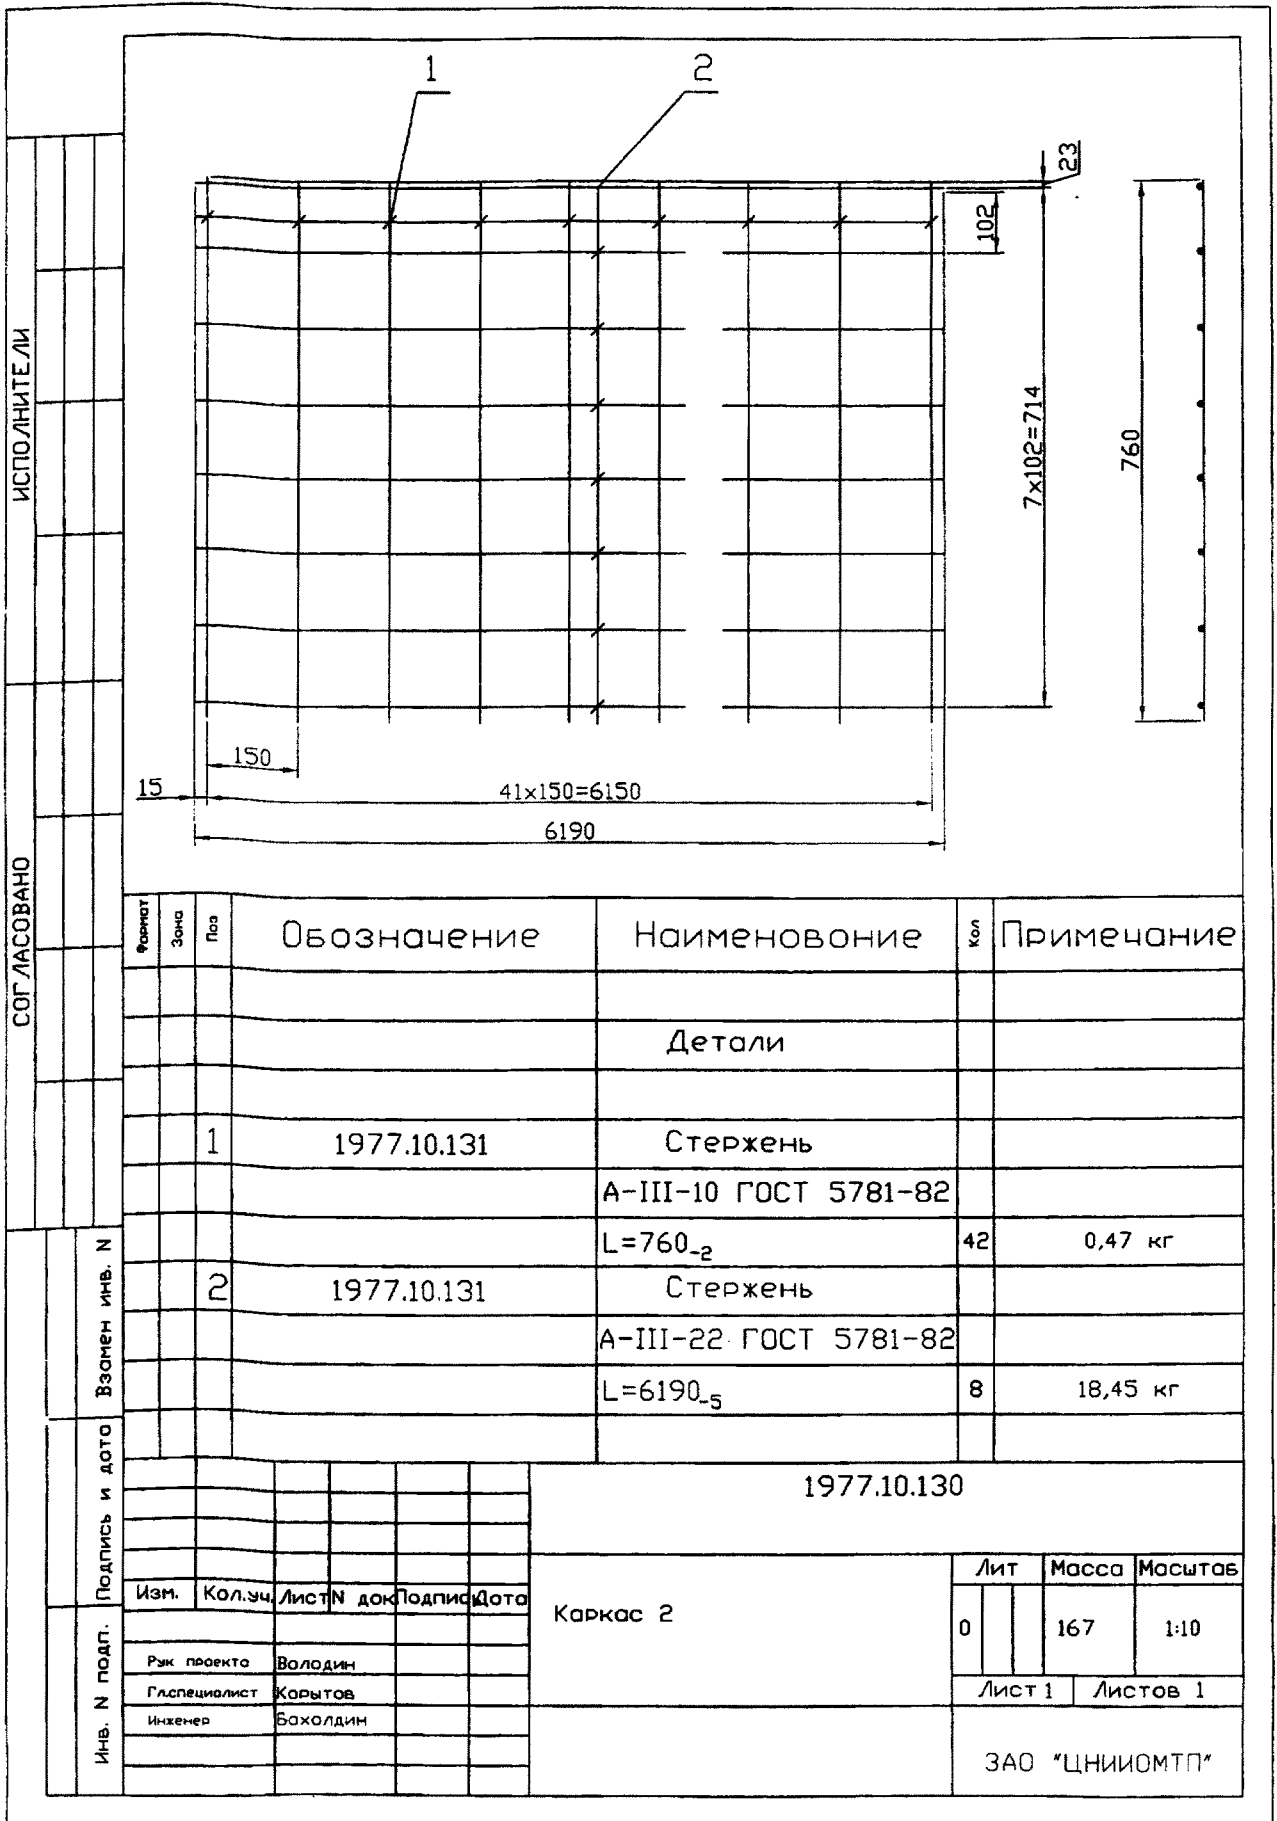 1
2
23
102
7x102=714
760
150
15
41x150=6150
6190
ИСПОЛНИТЕЛИ
СОГЛАСОВАНО
Взамен инв. N
Подпись и дата
Инв. N подп.
Формат Зона Поз Обозначение Наименовоние Кол Примечание
Детали
1 1977.10.131 Стержень
А-III-10 ГОСТ 5781-82
L=760-2 42 0,47 кг
2 1977.10.131 Стержень
А-III-22 ГОСТ 5781-82
L=6190-5 8 18,45 кг
1977.10.130
Изм. Кол.уч. Лист N док Подпись Дата
Рук проекта Володин
Гл.специалист Корытов
Инженер Бахолдин
Каркас 2
Лит Масса Масштаб
0 167 1:10
Лист 1 Листов 1
ЗАО "ЦНИИОМТП"